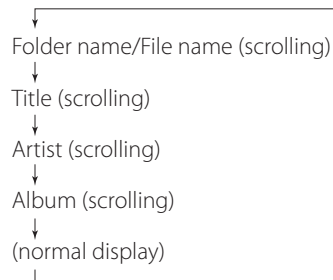 Folder name/File name (scrolling)
Title (scrolling)
Artist (scrolling)
Album (scrolling)
(normal display)